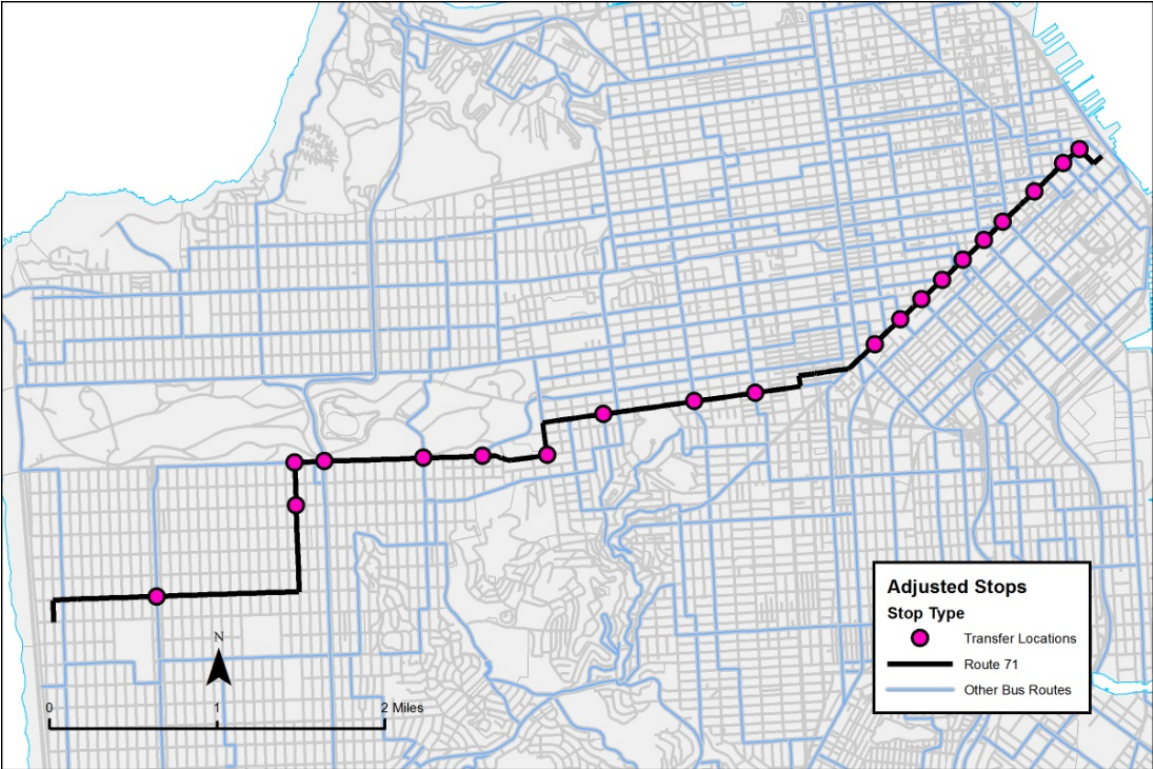 Adjusted Stops
Stop Type
Transfer Locations
Route 71
Other Bus Routes
N
0 1 2 Miles